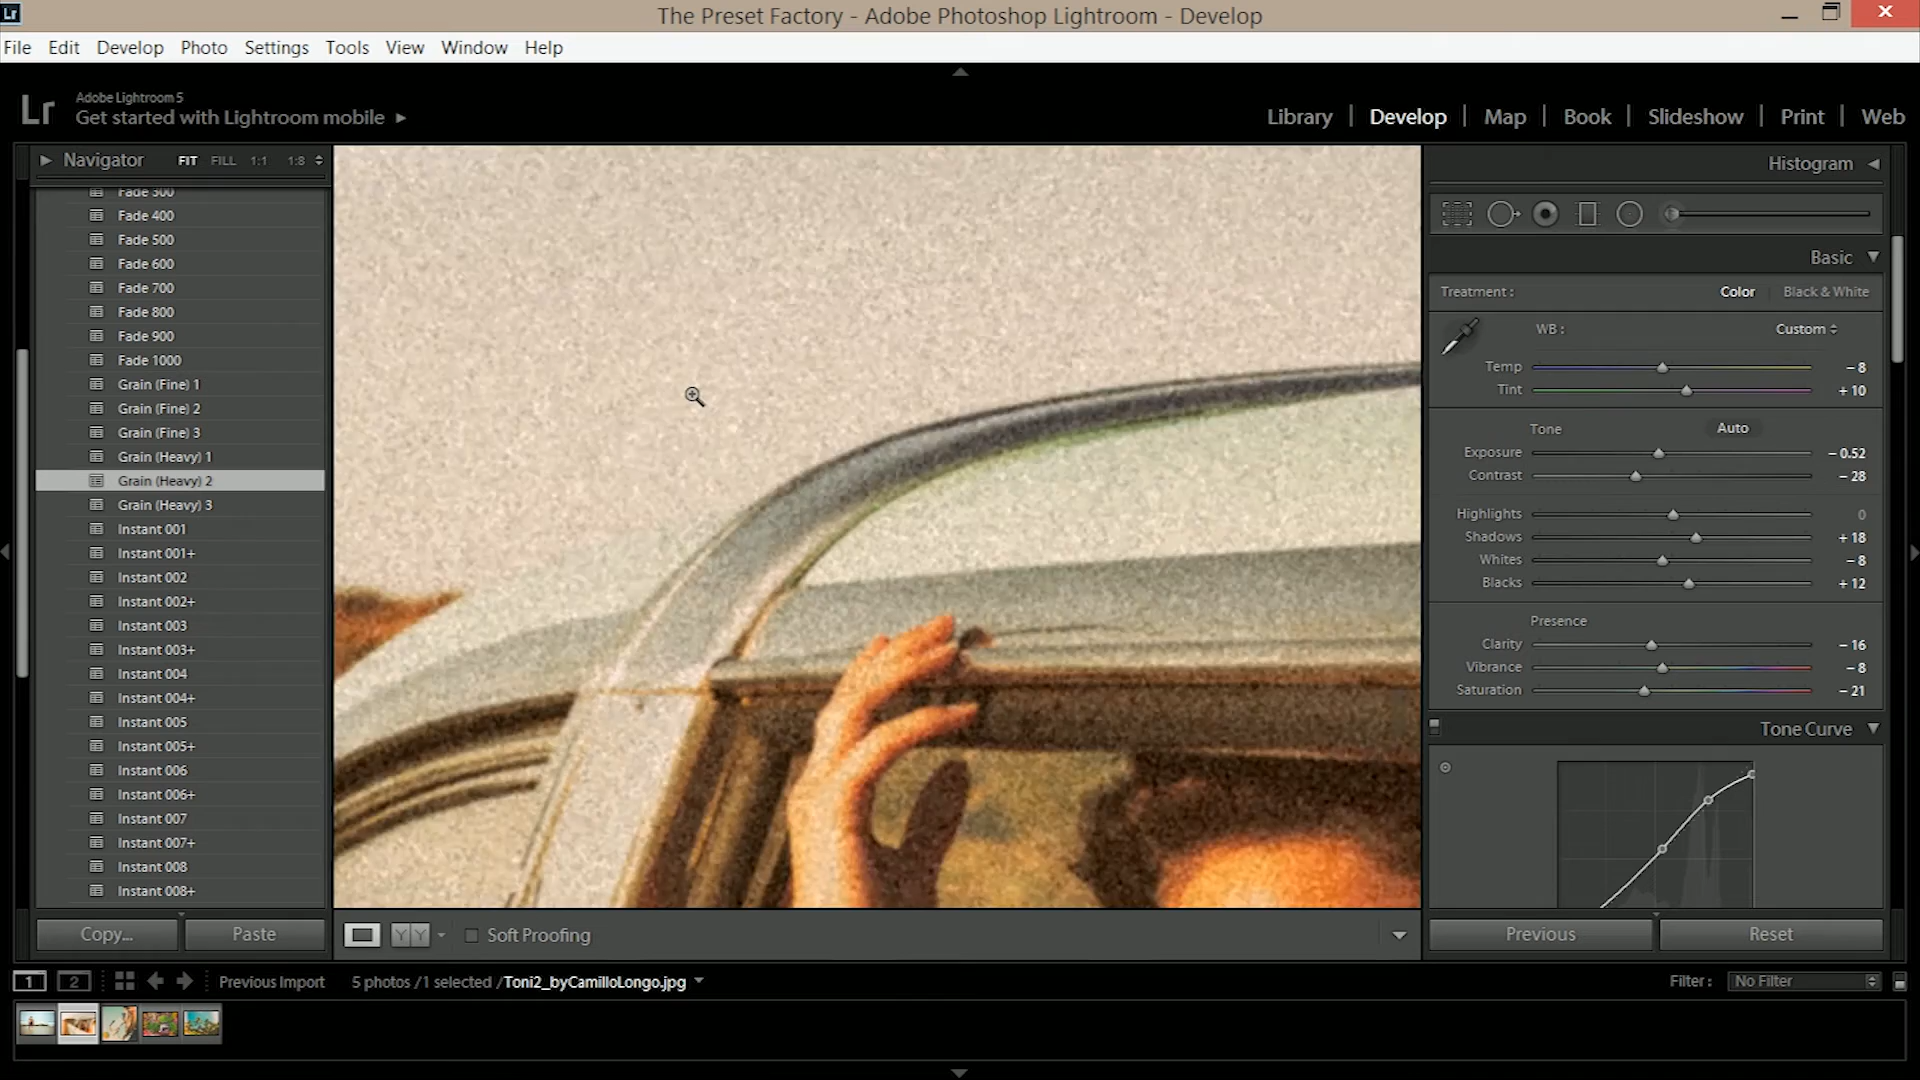 Lr
The Preset Factory - Adobe Photoshop Lightroom - Develop
File Edit Develop Photo Settings Tools View Window Help
Lr
Adobe Lightroom 5
Get started with Lightroom mobile
Library Develop Map Book Slideshow Print Web
Navigator FIT FILL 1:1 1:8
Fade 300
Fade 400
Fade 500
Fade 600
Fade 700
Fade 800
Fade 900
Fade 1000
Grain (Fine) 1
Grain (Fine) 2
Grain (Fine) 3
Grain (Heavy) 1
Grain (Heavy) 2
Grain (Heavy) 3
Instant 001
Instant 001+
Instant 002
Instant 002+
Instant 003
Instant 003+
Instant 004
Instant 004+
Instant 005
Instant 005+
Instant 006
Instant 006+
Instant 007
Instant 007+
Instant 008
Instant 008+
Copy... Paste
Histogram
Basic
Treatment : Color Black & White
WB : Custom
Temp - 8
Tint + 10
Tone Auto
Exposure - 0.52
Contrast - 28
Highlights 0
Shadows + 18
Whites - 8
Blacks + 12
Presence
Clarity - 16
Vibrance - 8
Saturation - 21
Tone Curve
YY Soft Proofing
Previous Reset
1 2 Previous Import 5 photos /1 selected /Toni2_byCamilloLongo.jpg
Filter : No Filter